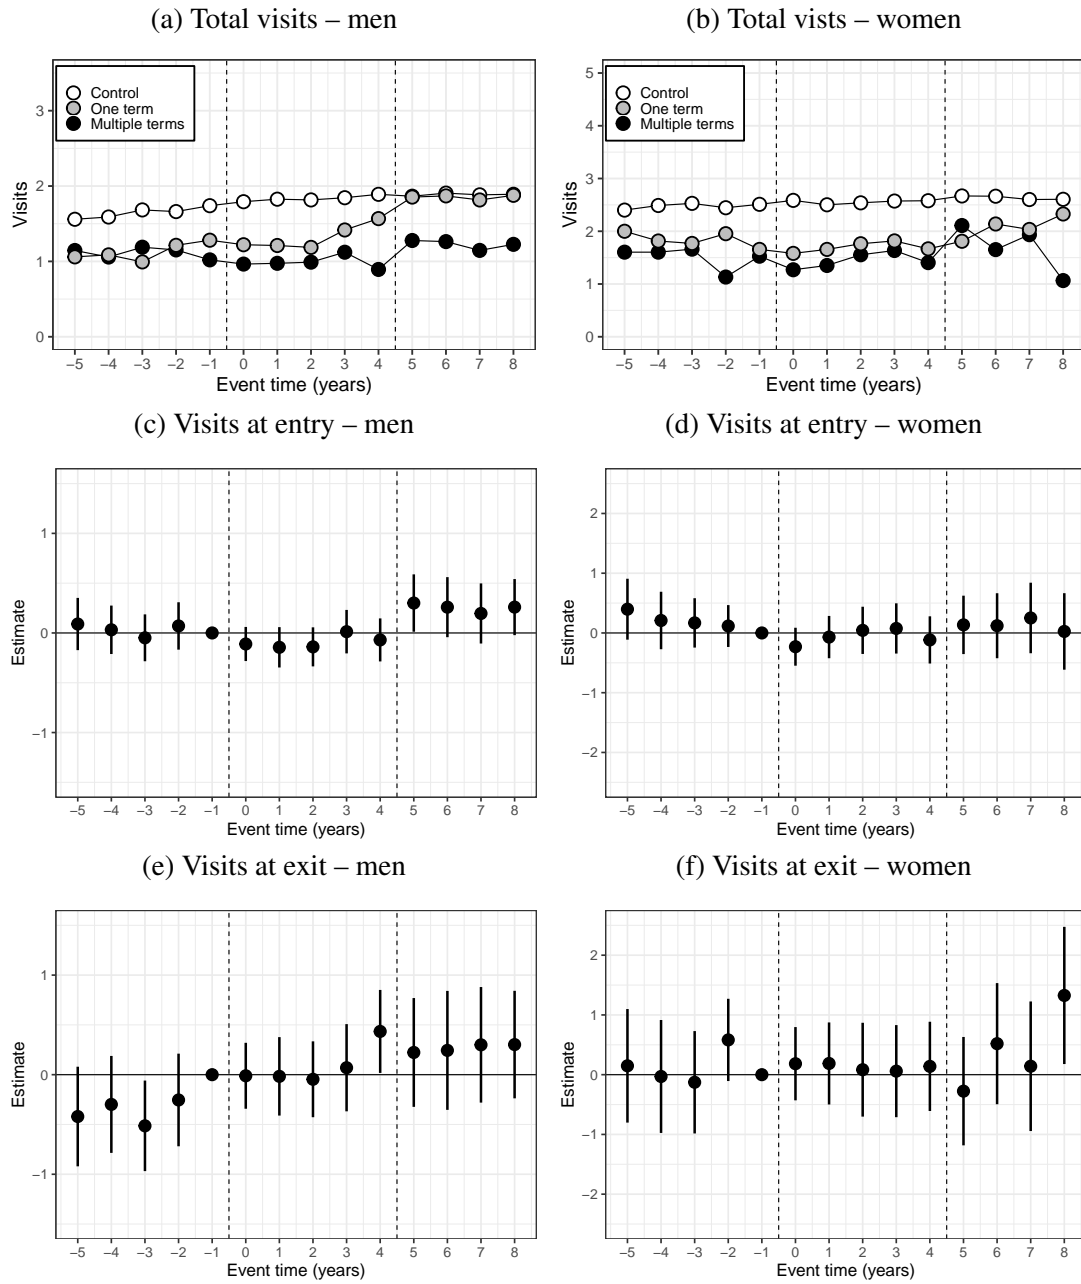 (a) Total visits – men
(b) Total vists – women
Control
One term
Multiple terms
Visits
3
2
1
0
−5 −4 −3 −2 −1 0 1 2 3 4 5 6 7 8
Event time (years)
Control
One term
Multiple terms
Visits
5
4
3
2
1
0
−5 −4 −3 −2 −1 0 1 2 3 4 5 6 7 8
Event time (years)
(c) Visits at entry – men
(d) Visits at entry – women
Estimate
1
0
−1
−5 −4 −3 −2 −1 0 1 2 3 4 5 6 7 8
Event time (years)
Estimate
2
1
0
−1
−2
−5 −4 −3 −2 −1 0 1 2 3 4 5 6 7 8
Event time (years)
(e) Visits at exit – men
(f) Visits at exit – women
Estimate
1
0
−1
−5 −4 −3 −2 −1 0 1 2 3 4 5 6 7 8
Event time (years)
Estimate
2
1
0
−1
−2
−5 −4 −3 −2 −1 0 1 2 3 4 5 6 7 8
Event time (years)